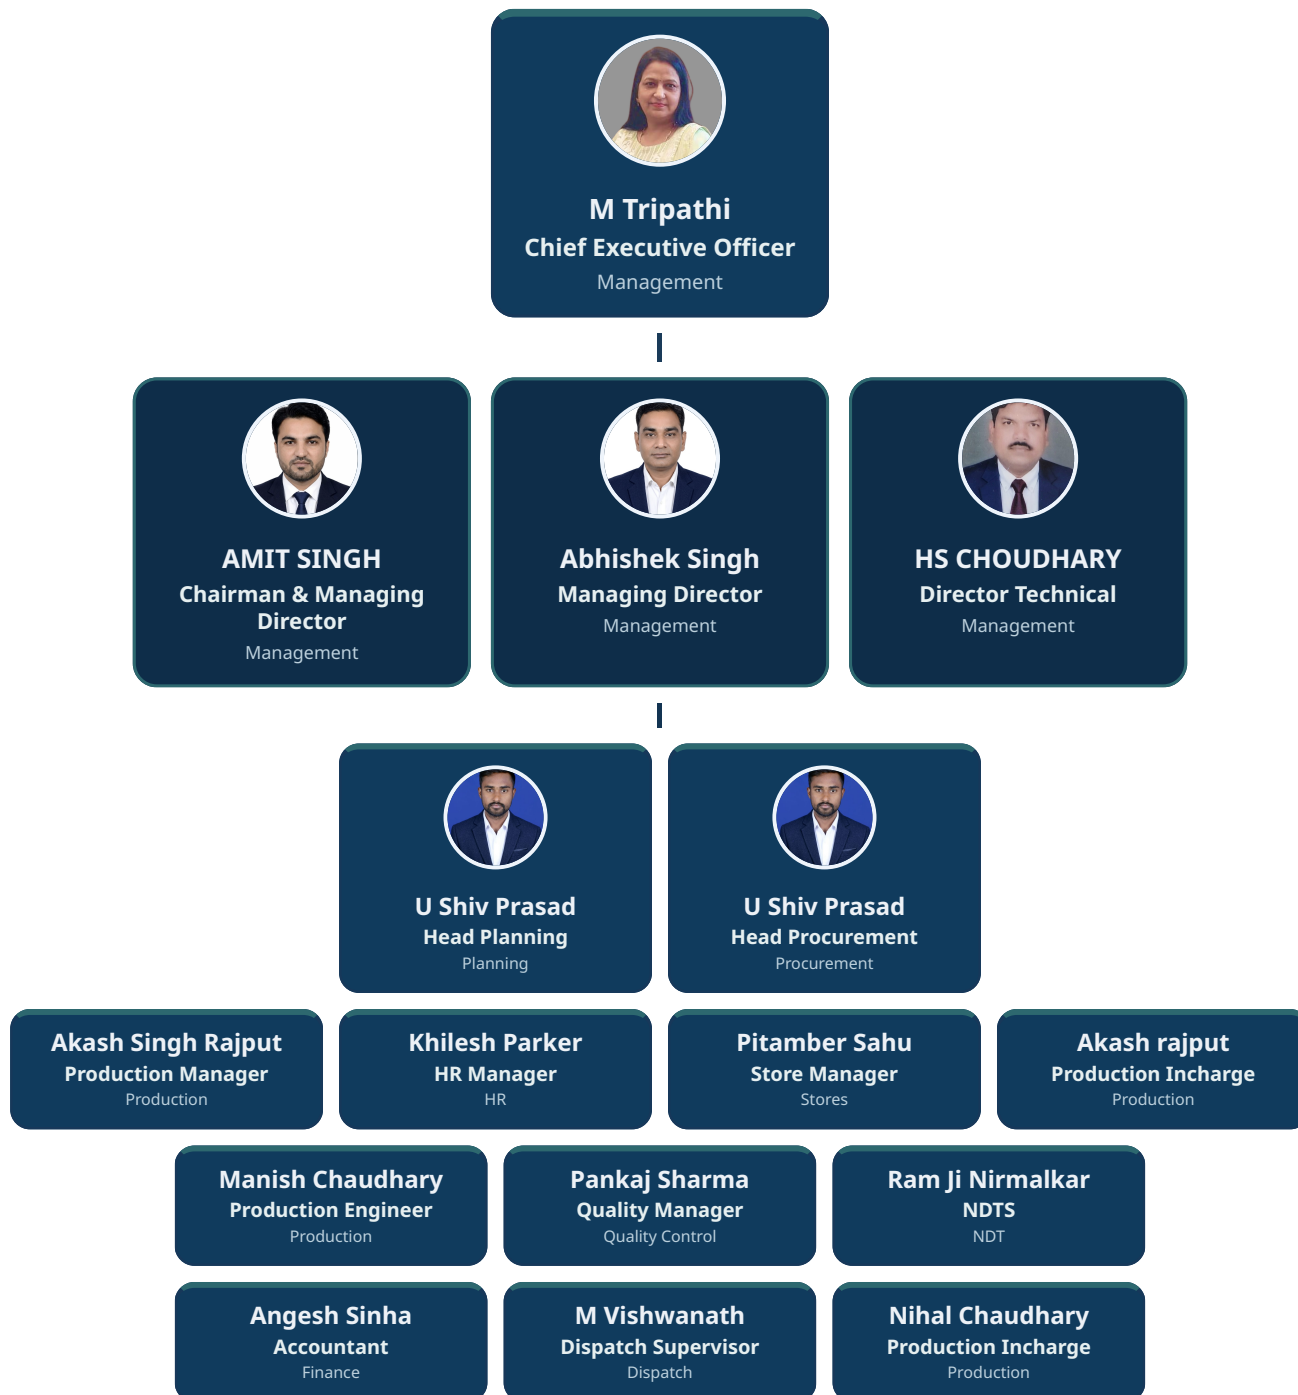 M Tripathi
Chief Executive Officer
Management
AMIT SINGH
Chairman & Managing
Director
Management
Abhishek Singh
Managing Director
Management
HS CHOUDHARY
Director Technical
Management
U Shiv Prasad
Head Planning
Planning
U Shiv Prasad
Head Procurement
Procurement
Akash Singh Rajput
Production Manager
Production
Khilesh Parker
HR Manager
HR
Pitamber Sahu
Store Manager
Stores
Akash rajput
Production Incharge
Production
Manish Chaudhary
Production Engineer
Production
Pankaj Sharma
Quality Manager
Quality Control
Ram Ji Nirmalkar
NDTS
NDT
Angesh Sinha
Accountant
Finance
M Vishwanath
Dispatch Supervisor
Dispatch
Nihal Chaudhary
Production Incharge
Production